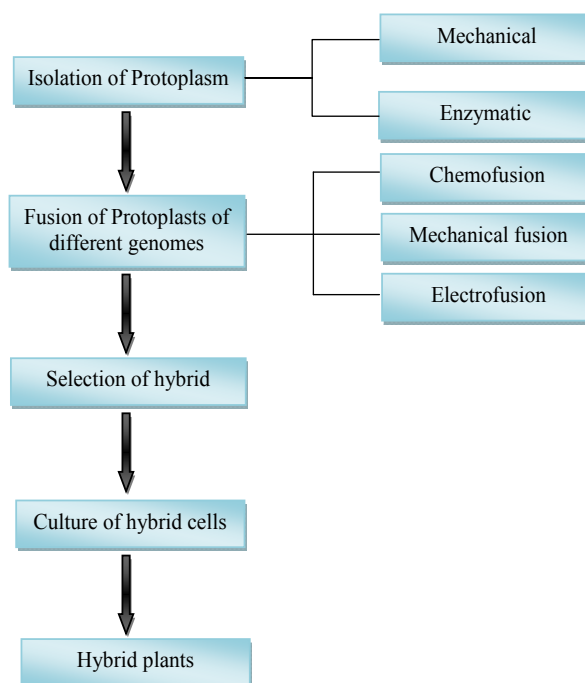 Isolation of Protoplasm
Mechanical
Enzymatic
Fusion of Protoplasts of
different genomes
Chemofusion
Mechanical fusion
Electrofusion
Selection of hybrid
Culture of hybrid cells
Hybrid plants